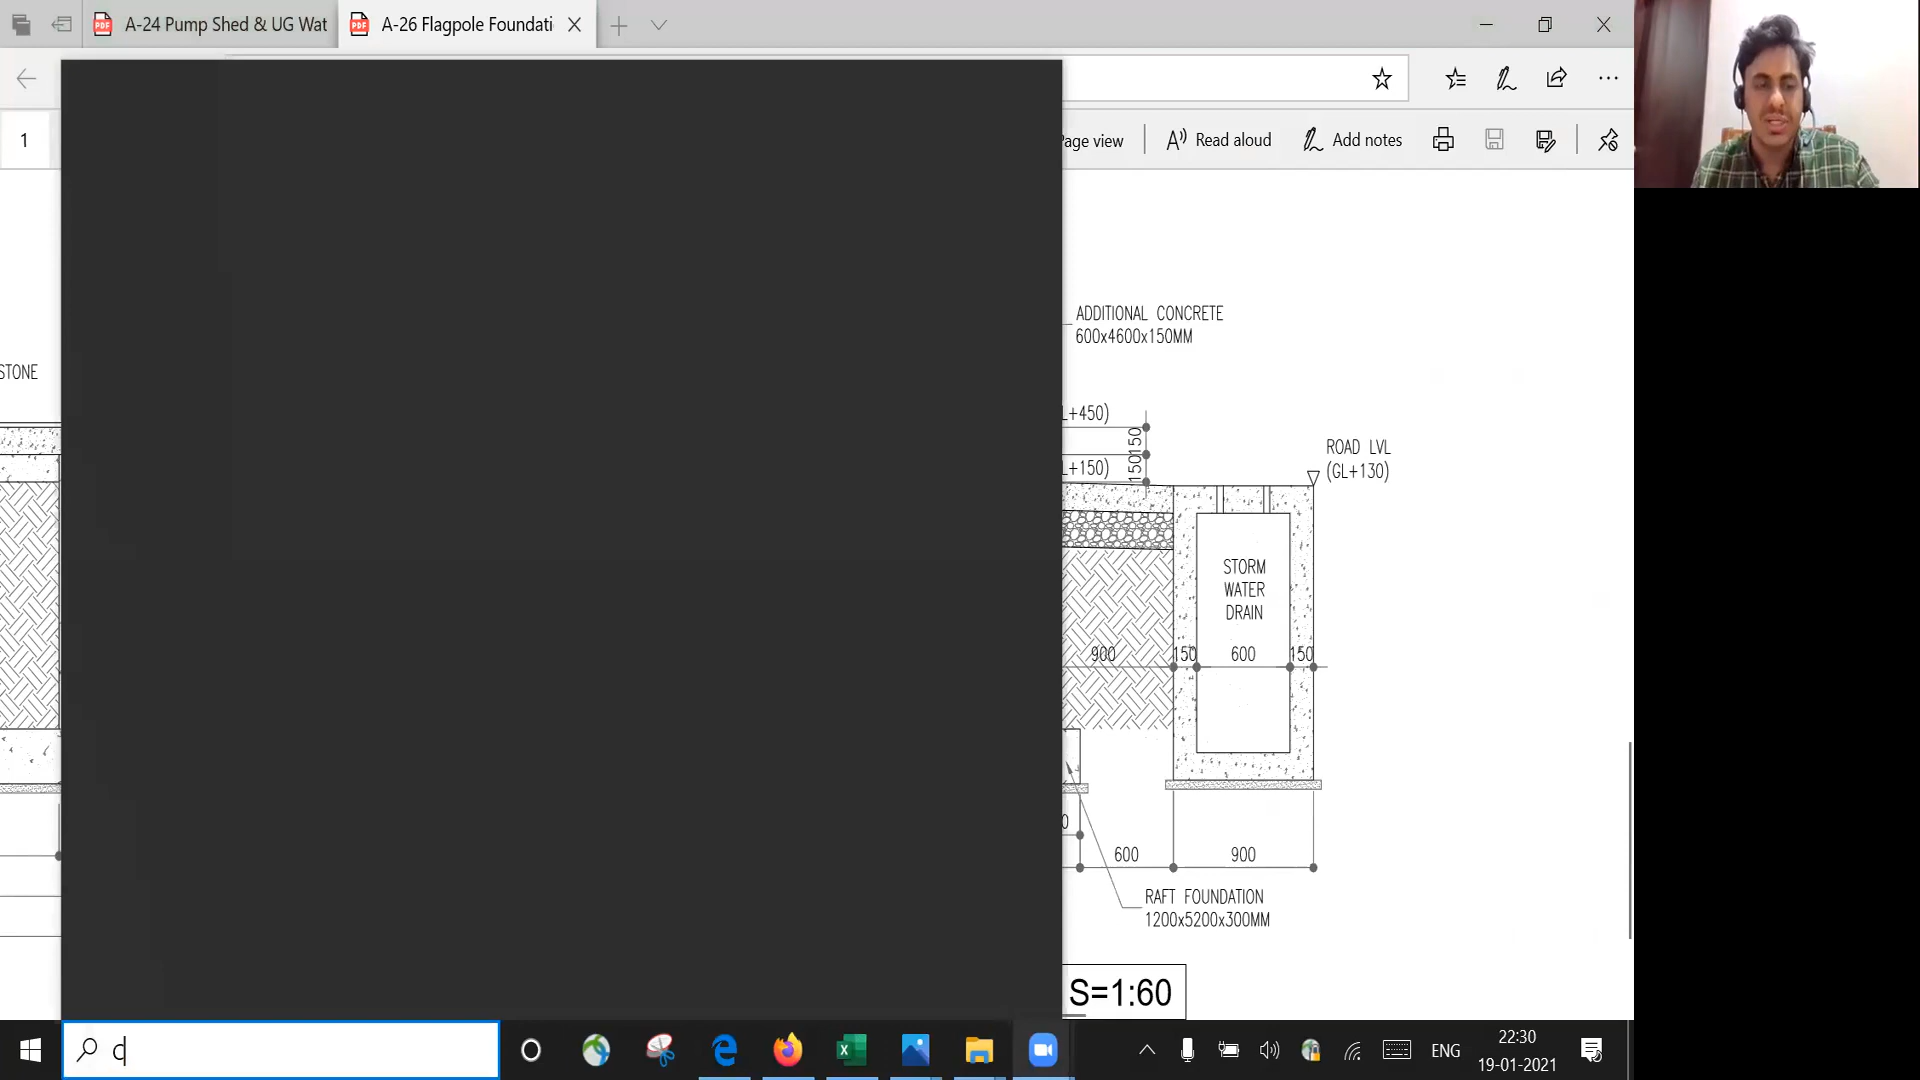 A-24 Pump Shed & UG Wat
A-26 Flagpole Foundati
1
age view
Read aloud
Add notes
ADDITIONAL CONCRETE
600x4600x150MM
STONE
L+450)
150
L+150)
150
ROAD LVL
(GL+130)
STORM
WATER
DRAIN
900
150
600
150
0
600
900
RAFT FOUNDATION
1200x5200x300MM
S=1:60
c
ENG
22:30
19-01-2021